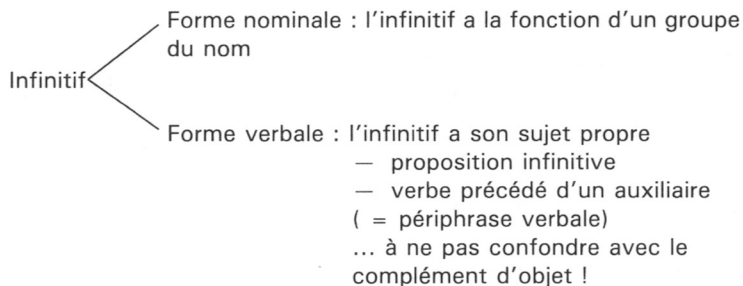 Forme nominale : l'infinitif a la fonction d'un groupe
du nom
Infinitif
Forme verbale : l'infinitif a son sujet propre
— proposition infinitive
— verbe précédé d'un auxiliaire
( = périphrase verbale)
... à ne pas confondre avec le
complément d'objet !